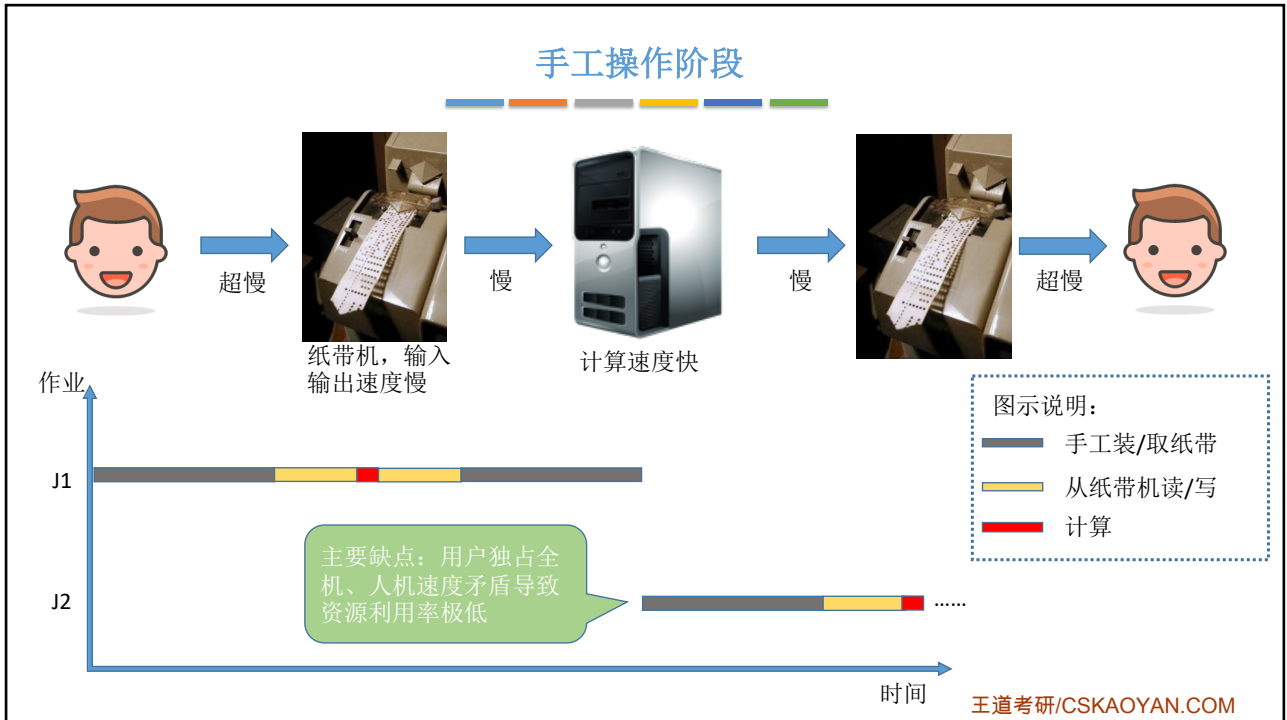 手工操作阶段
超慢
慢
慢
超慢
纸带机，输入
输出速度慢
计算速度快
作业
图示说明：
手工装/取纸带
从纸带机读/写
计算
J1
主要缺点：用户独占全
机、人机速度矛盾导致
资源利用率极低
J2
……
时间
王道考研/CSKAOYAN.COM